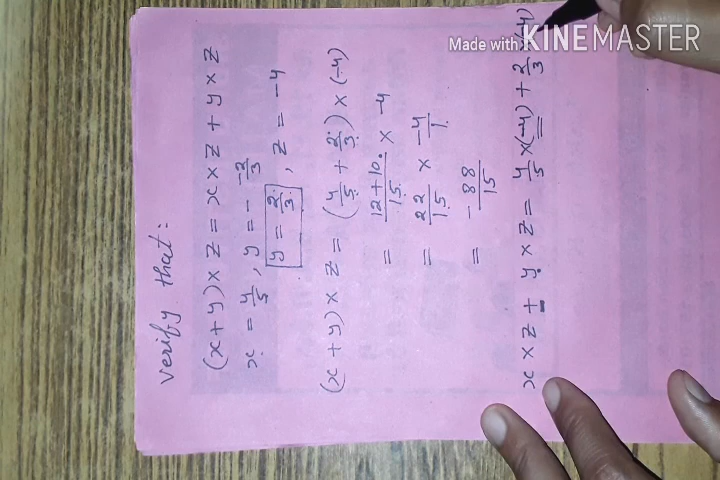 Made with KINEMASTER
verify that:
(x+y)×z = x×z + y×z
x = 4/5, y = - -2/3
y = 2/3, z = -4
(x+y)×z = (4/5 + 2/3)×(-4)
= 12+10/15 × -4
= 22/15 × -4/1
= -88/15
x×z + y×z = 4/5 ×(-4) + 2/3 ×(-4)